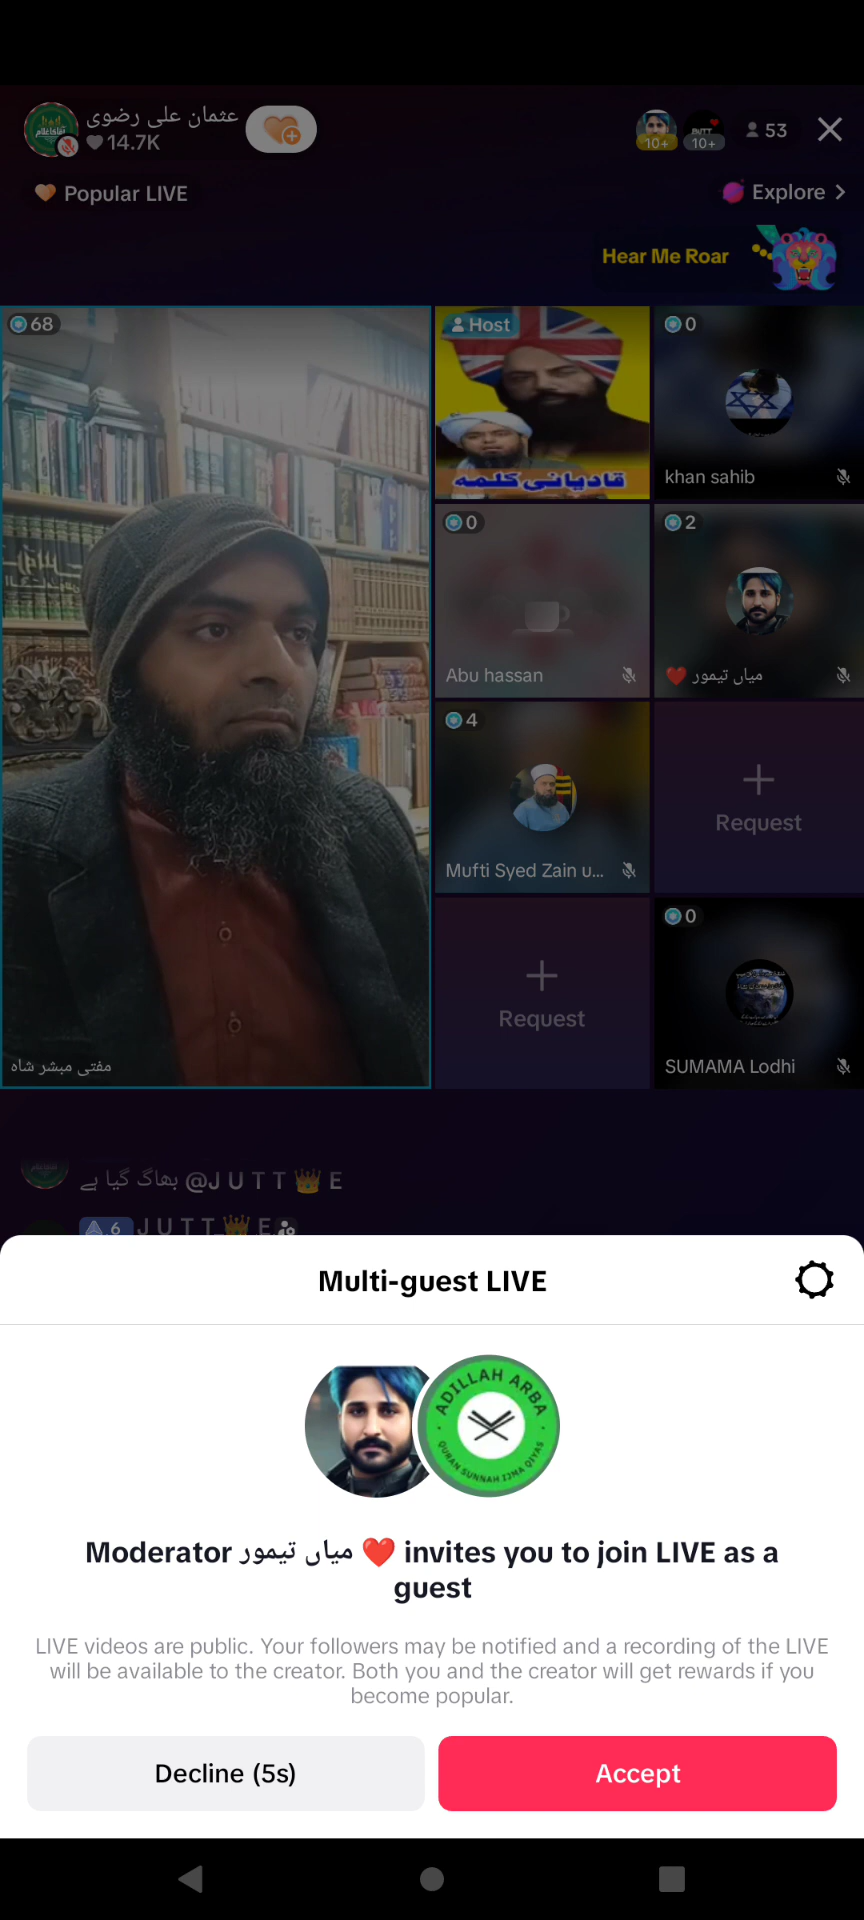 عثمان علی رضوی
14.7K
10+
10+
53
Popular LIVE
Explore
Hear Me Roar
68
Host
قادیانی کلمہ
0
khan sahib
0
Abu hassan
2
❤️ میاں تیمور
4
Mufti Syed Zain u...
Request
Request
0
SUMAMA Lodhi
مفتی مبشر شاہ
بھاگ گیا ہے @J U T T 👑 E
6 J U T T 👑 E
Multi-guest LIVE
ADILLAH ARBA
QURAN SUNNAH IJMA QIYAS
Moderator میاں تیمور ❤️ invites you to join LIVE as a
guest
LIVE videos are public. Your followers may be notified and a recording of the LIVE
will be available to the creator. Both you and the creator will get rewards if you
become popular.
Decline (5s)
Accept